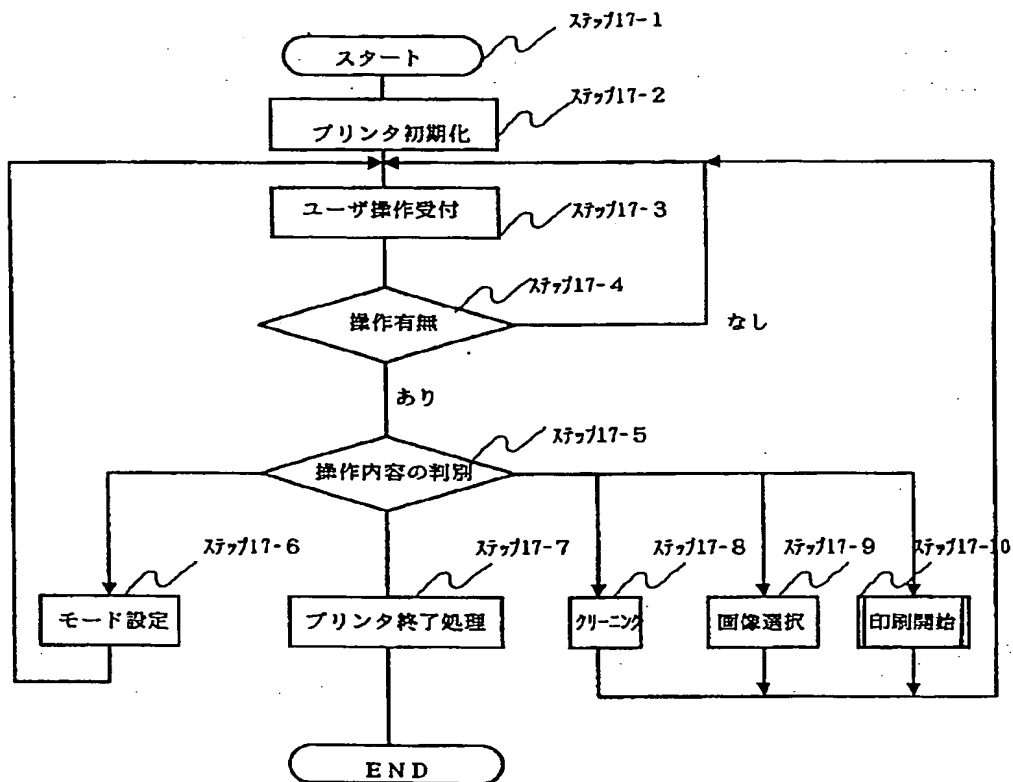 ステップ17-1
スタート
ステップ17-2
プリンタ初期化
ユーザ操作受付
ステップ17-3
ステップ17-4
操作有無
なし
あり
ステップ17-5
操作内容の判別
ステップ17-6
ステップ17-7
ステップ17-8
ステップ17-9
ステップ17-10
モード設定
プリンタ終了処理
クリーニング
画像選択
印刷開始
END